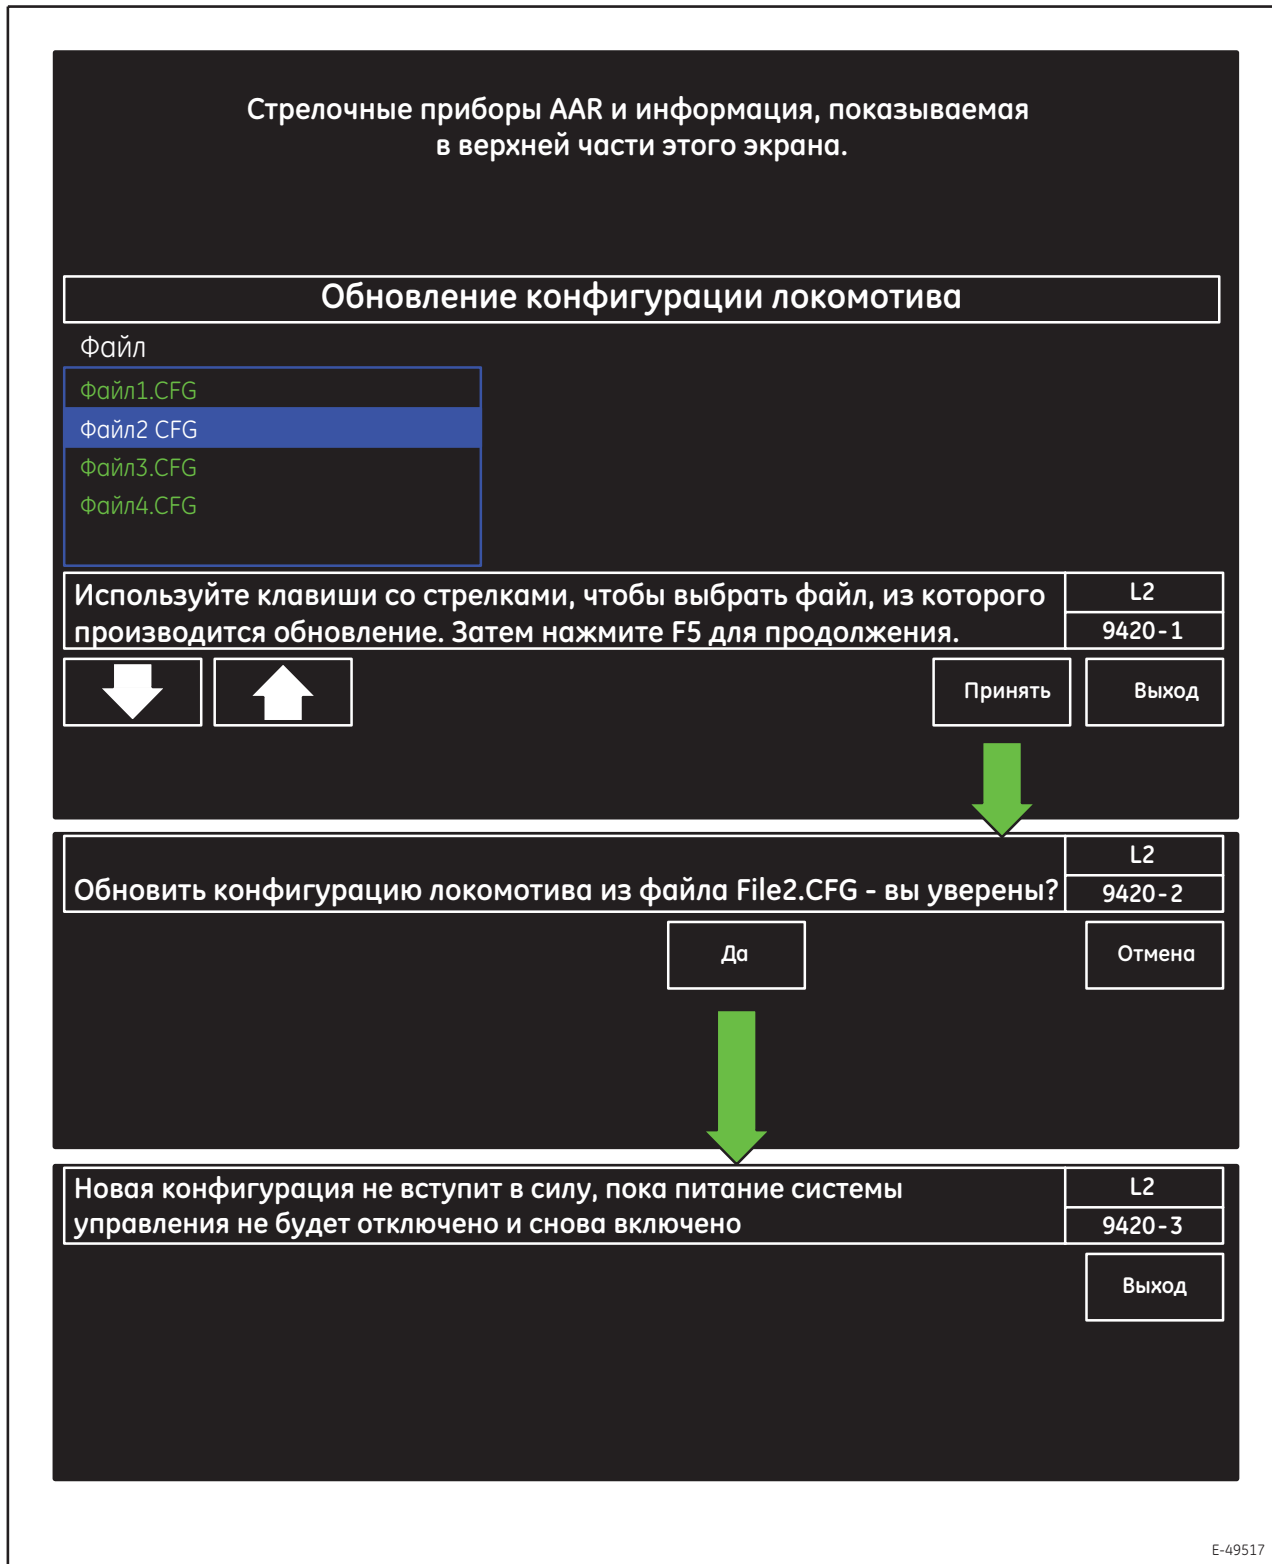 Стрелочные приборы AAR и информация, показываемая
в верхней части этого экрана.
Обновление конфигурации локомотива
Файл
Файл1.CFG
Файл2 CFG
Файл3.CFG
Файл4.CFG
Используйте клавиши со стрелками, чтобы выбрать файл, из которого
производится обновление. Затем нажмите F5 для продолжения.
L2
9420-1
Принять
Выход
Обновить конфигурацию локомотива из файла File2.CFG - вы уверены?
L2
9420-2
Да
Отмена
Новая конфигурация не вступит в силу, пока питание системы
управления не будет отключено и снова включено
L2
9420-3
Выход
E-49517